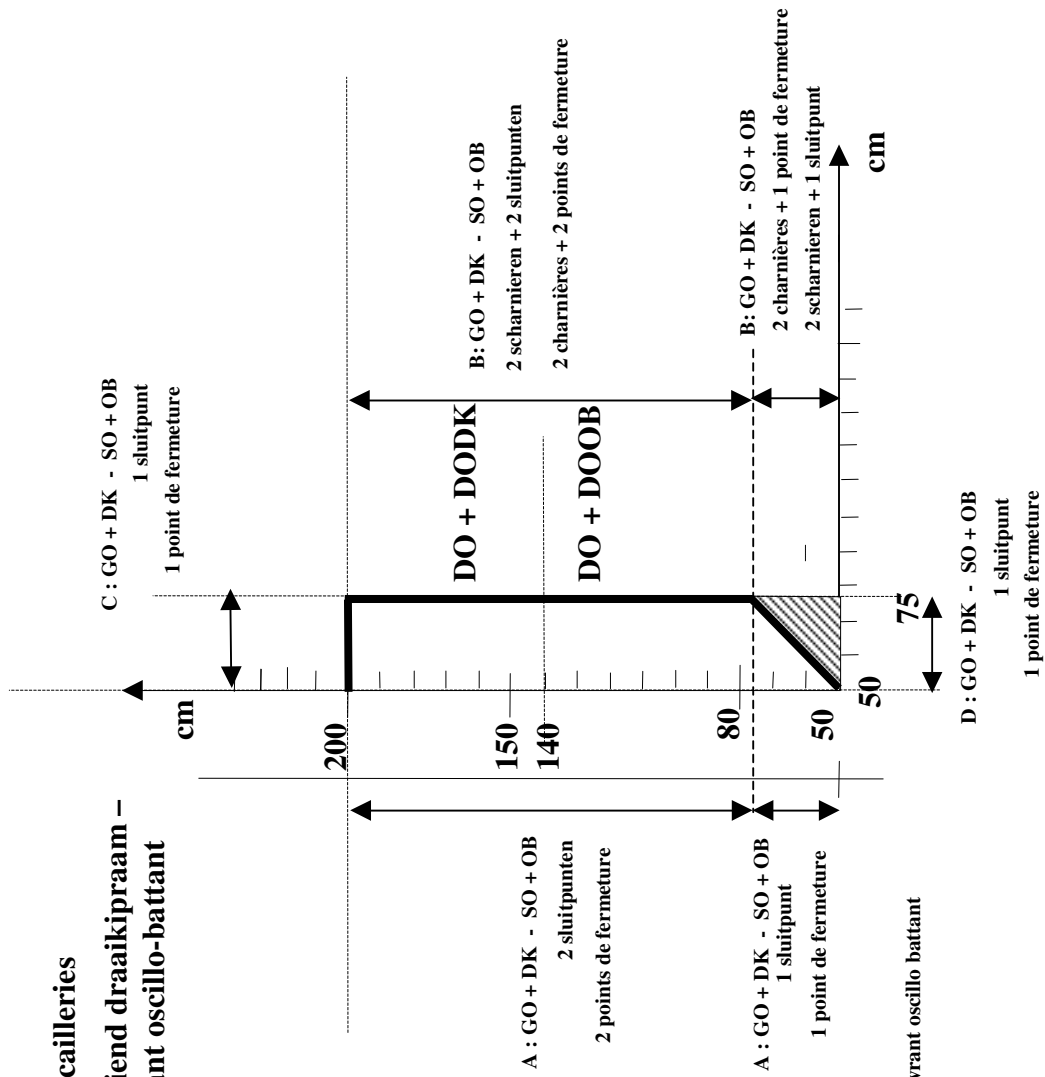 cailleries
iend draaikipraam –
nt oscillo-battant
C : GO + DK - SO + OB
1 sluitpunt
1 point de fermeture
cm
200
150
140
80
50
50
75
cm
DO + DODK
DO + DOOB
B: GO + DK - SO + OB
2 scharnieren + 2 sluitpunten
2 charnières + 2 points de fermeture
B: GO + DK - SO + OB
2 charnières + 1 point de fermeture
2 scharnieren + 1 sluitpunt
A : GO + DK - SO + OB
2 sluitpunten
2 points de fermeture
A : GO + DK - SO + OB
1 sluitpunt
1 point de fermeture
D : GO + DK - SO + OB
1 sluitpunt
1 point de fermeture
vrant oscillo battant